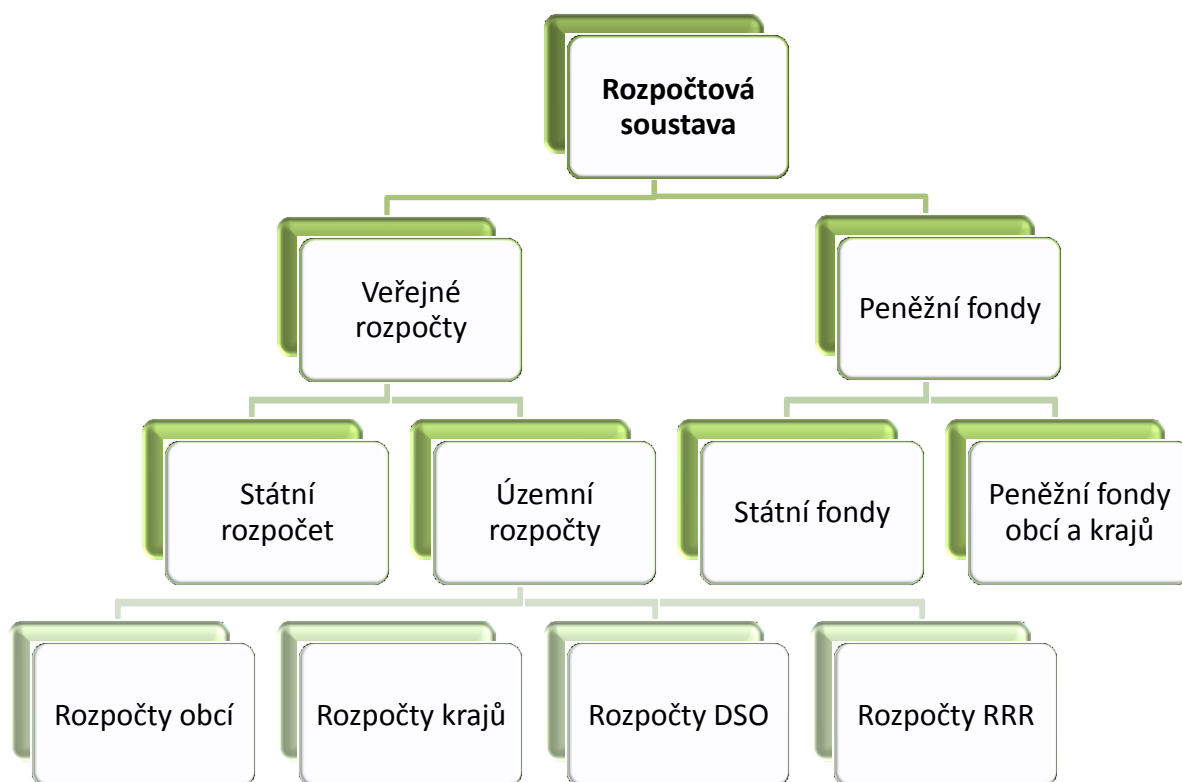 Rozpočtová
soustava
Veřejné
rozpočty
Peněžní fondy
Státní
rozpočet
Územní
rozpočty
Státní fondy
Peněžní fondy
obcí a krajů
Rozpočty obcí
Rozpočty krajů
Rozpočty DSO
Rozpočty RRR